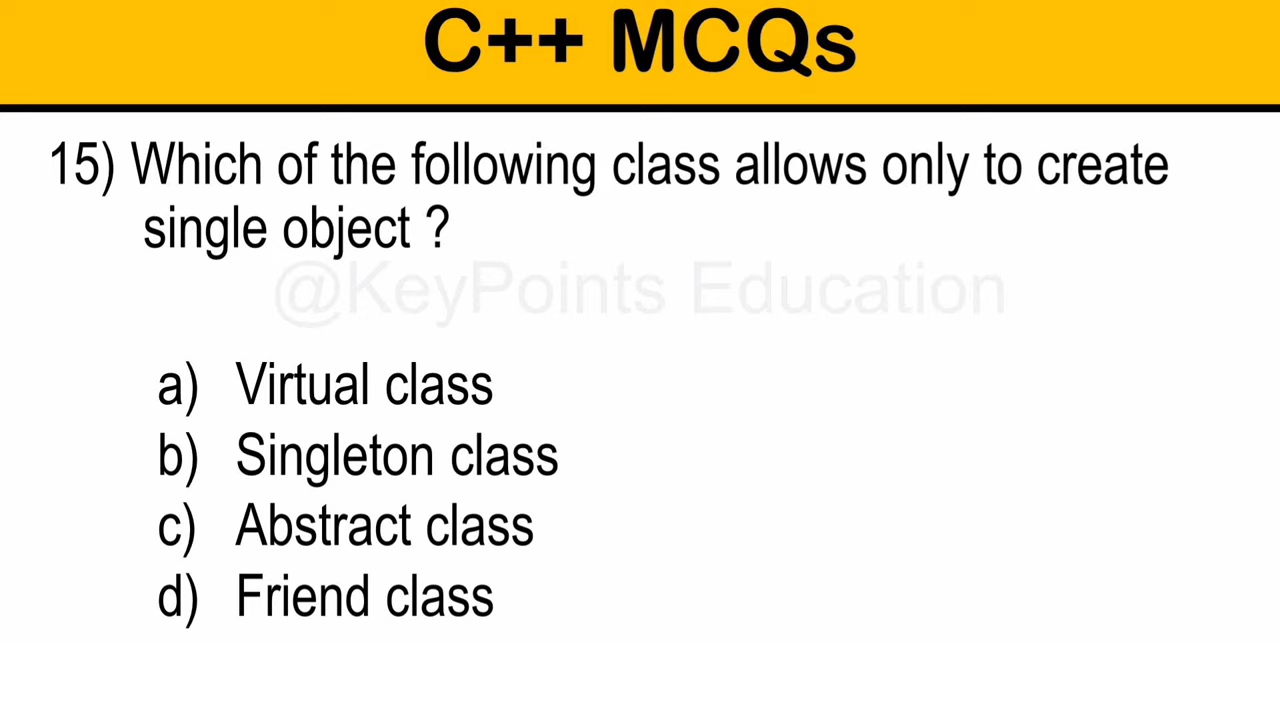 C++ MCQs
15) Which of the following class allows only to create
single object ?
@KeyPoints Education
a) Virtual class
b) Singleton class
c) Abstract class
d) Friend class